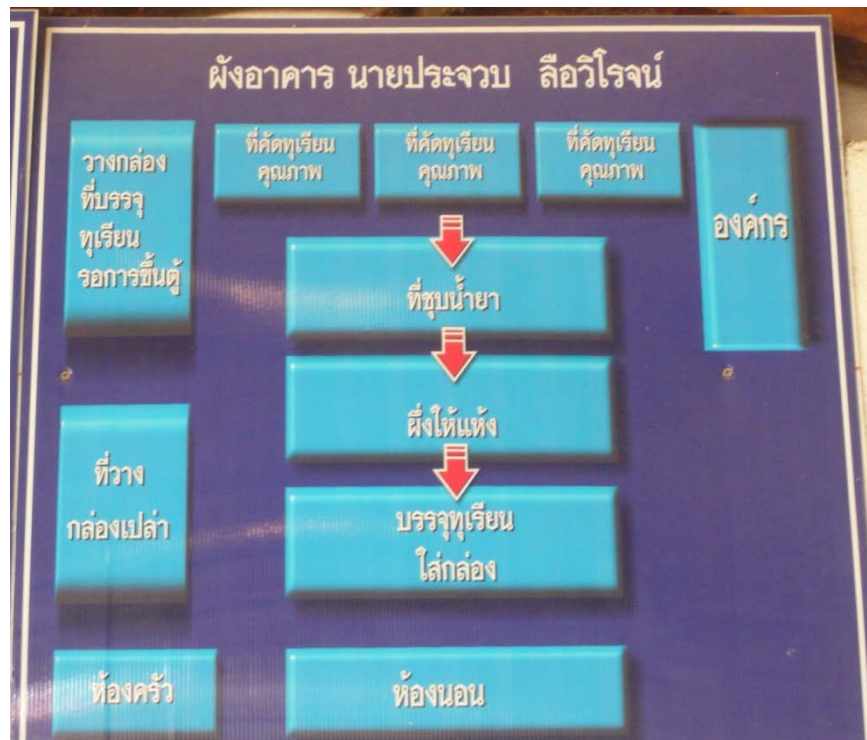 ผังอาคาร นายประจวบ ลือวิโรจน์
วางกล่อง
ที่บรรจุ
ทุเรียน
รอการขึ้นตู้
ที่คัดทุเรียน
คุณภาพ
ที่คัดทุเรียน
คุณภาพ
ที่คัดทุเรียน
คุณภาพ
องค์กร
ที่ชุบน้ำยา
ผึ่งให้แห้ง
ที่วาง
กล่องเปล่า
บรรจุทุเรียน
ใส่กล่อง
ห้องครัว
ห้องนอน